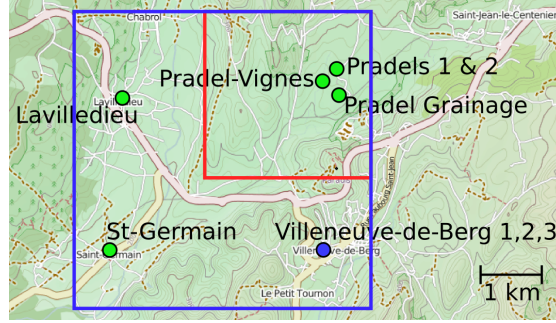 Chabrol
Saint-Jean-le-Centenier
Pradels 1 & 2
Pradel-Vignes
Lavilledieu
Pradel Grainage
Lavilledieu
St-Germain
Villeneuve-de-Berg 1,2,3
Saint-Germain
Villeneuve-de-Berg
Le Petit Tournon
1 km